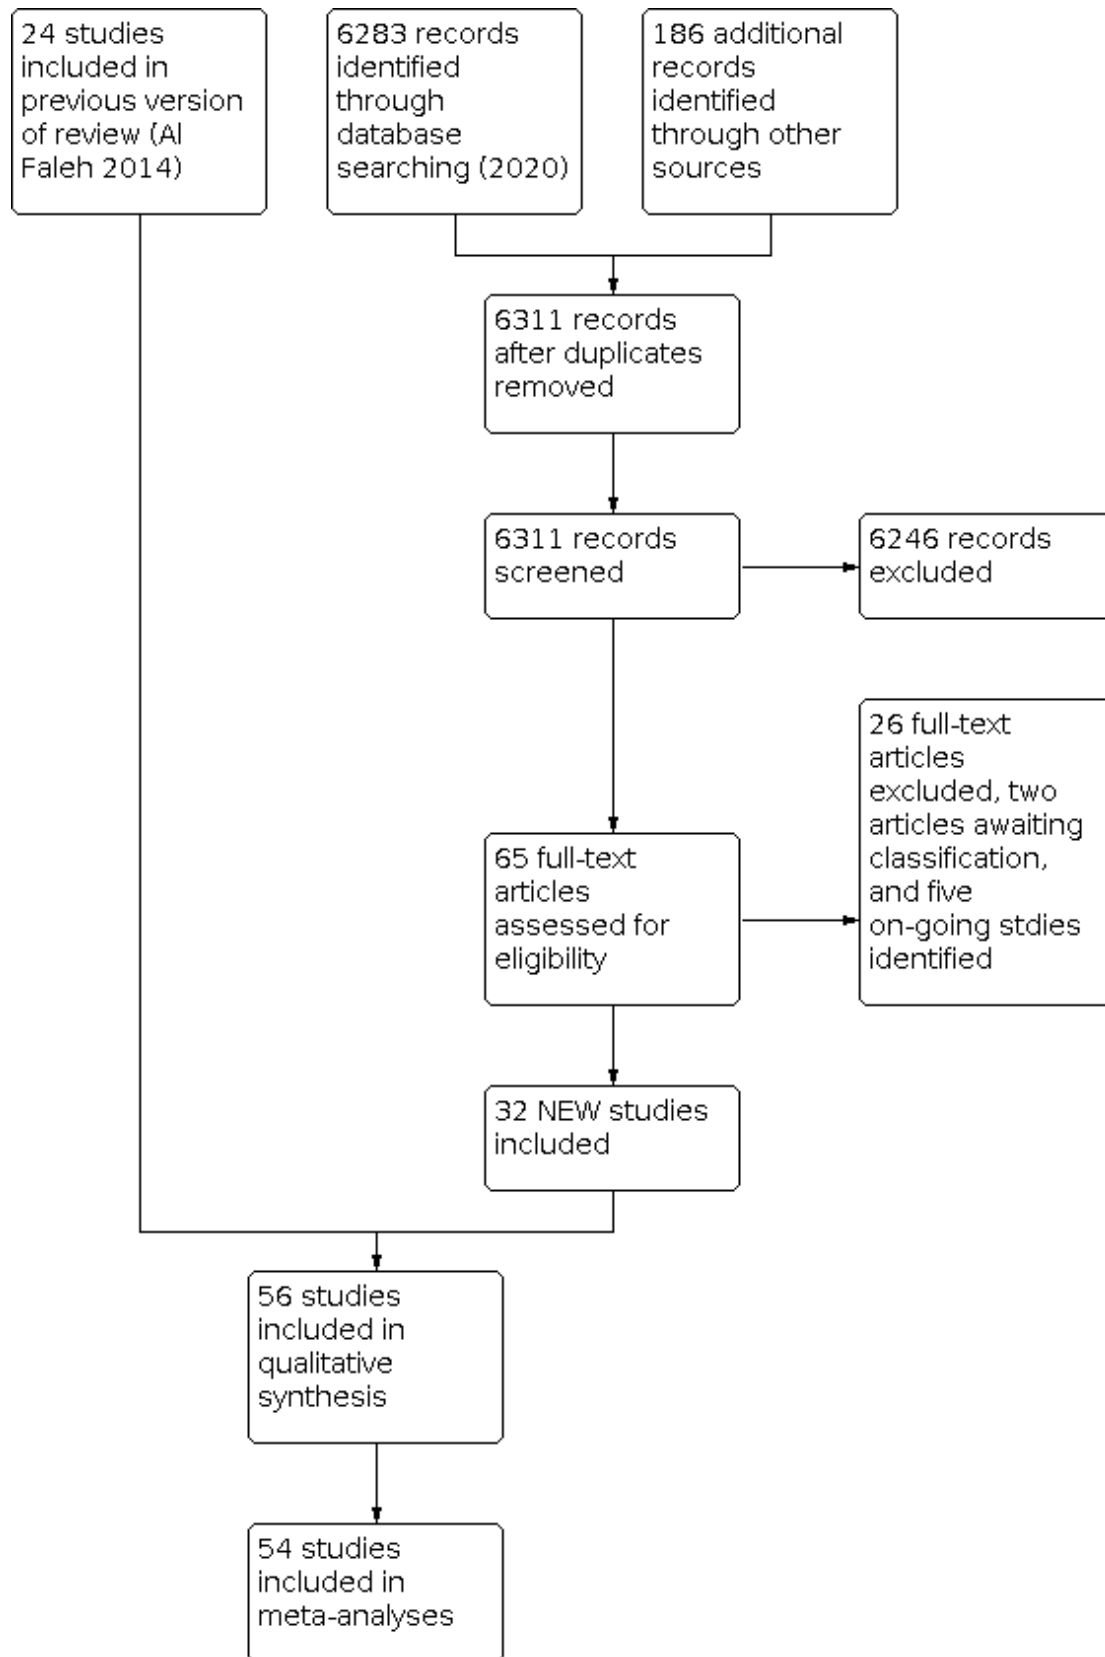 24 studies
included in
previous version
of review (Al
Faleh 2014)
6283 records
identified
through
database
searching (2020)
186 additional
records
identified
through other
sources
6311 records
after duplicates
removed
6311 records
screened
6246 records
excluded
65 full-text
articles
assessed for
eligibility
26 full-text
articles
excluded, two
articles awaiting
classification,
and five
on-going stdies
identified
32 NEW studies
included
56 studies
included in
qualitative
synthesis
54 studies
included in
meta-analyses